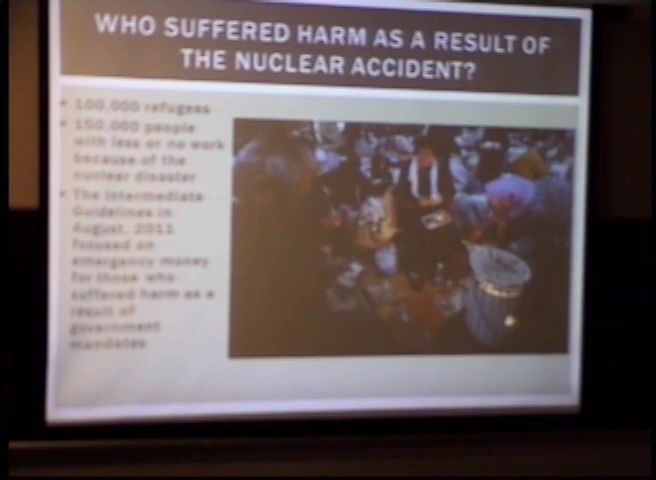 WHO SUFFERED HARM AS A RESULT OF
THE NUCLEAR ACCIDENT?
• 100,000 refugees
• 150,000 people
with less or no work
because of the
nuclear disaster
• The Intermediate
Guidelines in
August, 2011
focused on
emergency money
for those who
suffered harm as a
result of
government
mandates